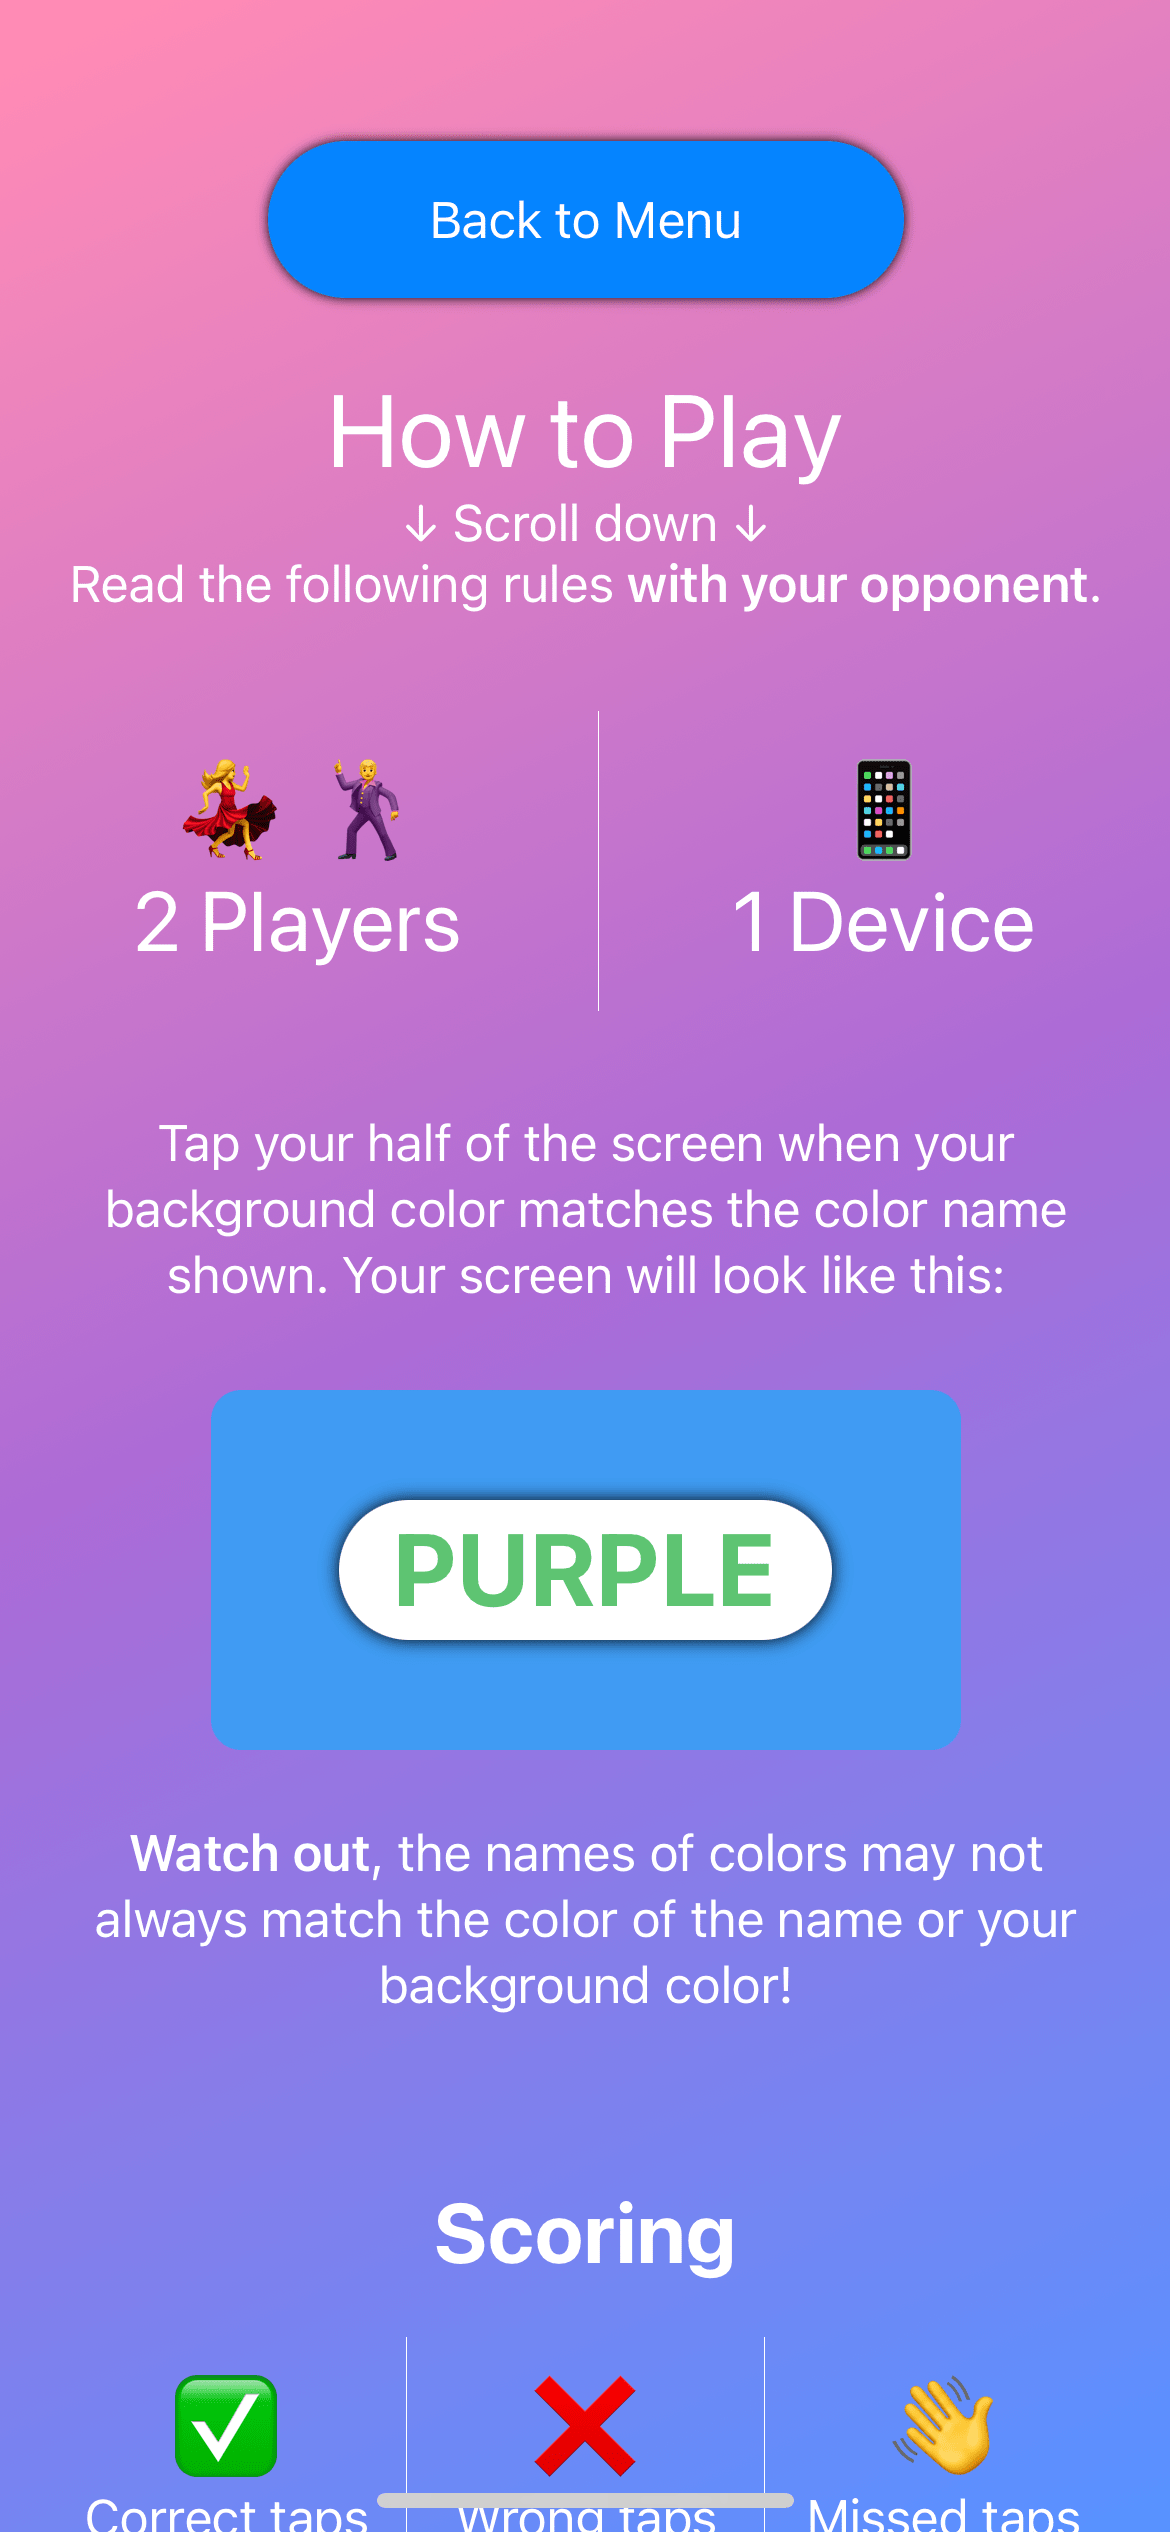 Back to Menu
How to Play
↓ Scroll down ↓
Read the following rules with your opponent.
2 Players
1 Device
Tap your half of the screen when your
background color matches the color name
shown. Your screen will look like this:
PURPLE
Watch out, the names of colors may not
always match the color of the name or your
background color!
Scoring
Correct taps
Wrong taps
Missed taps